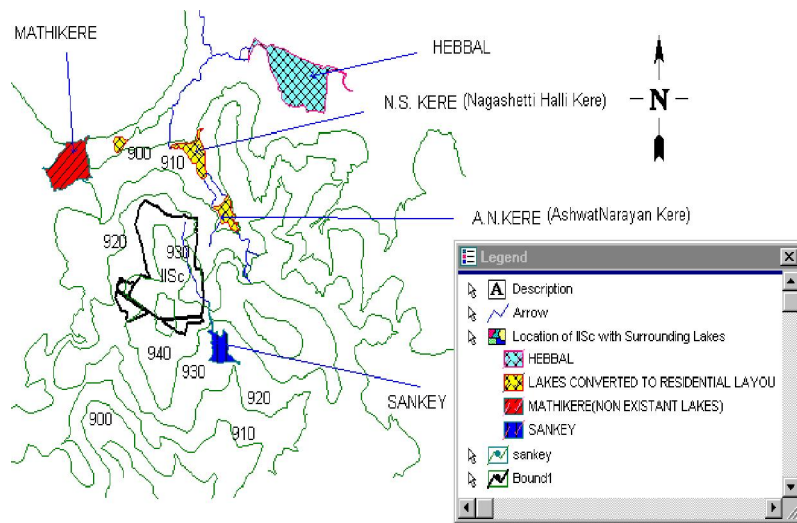 MATHIKERE
HEBBAL
N.S. KERE (Nagashetti Halli Kere)
N
900
910
A.N.KERE (AshwatNarayan Kere)
920
930
IISc
940
930
SANKEY
920
900
910
Legend
A Description
Arrow
Location of IISc with Surrounding Lakes
HEBBAL
LAKES CONVERTED TO RESIDENTIAL LAYOU
MATHIKERE(NON EXISTANT LAKES)
SANKEY
sankey
Bound1